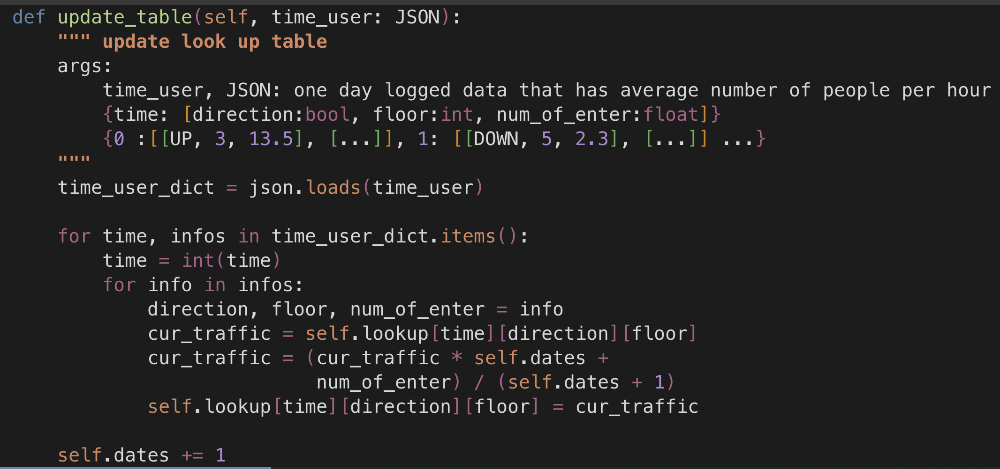 def update_table(self, time_user: JSON):
    """ update look up table
    args:
        time_user, JSON: one day logged data that has average number of people per hour
        {time: [direction:bool, floor:int, num_of_enter:float]}
        {0 :[[UP, 3, 13.5], [...]], 1: [[DOWN, 5, 2.3], [...]] ...}
    """
    time_user_dict = json.loads(time_user)

    for time, infos in time_user_dict.items():
        time = int(time)
        for info in infos:
            direction, floor, num_of_enter = info
            cur_traffic = self.lookup[time][direction][floor]
            cur_traffic = (cur_traffic * self.dates +
                           num_of_enter) / (self.dates + 1)
            self.lookup[time][direction][floor] = cur_traffic

    self.dates += 1